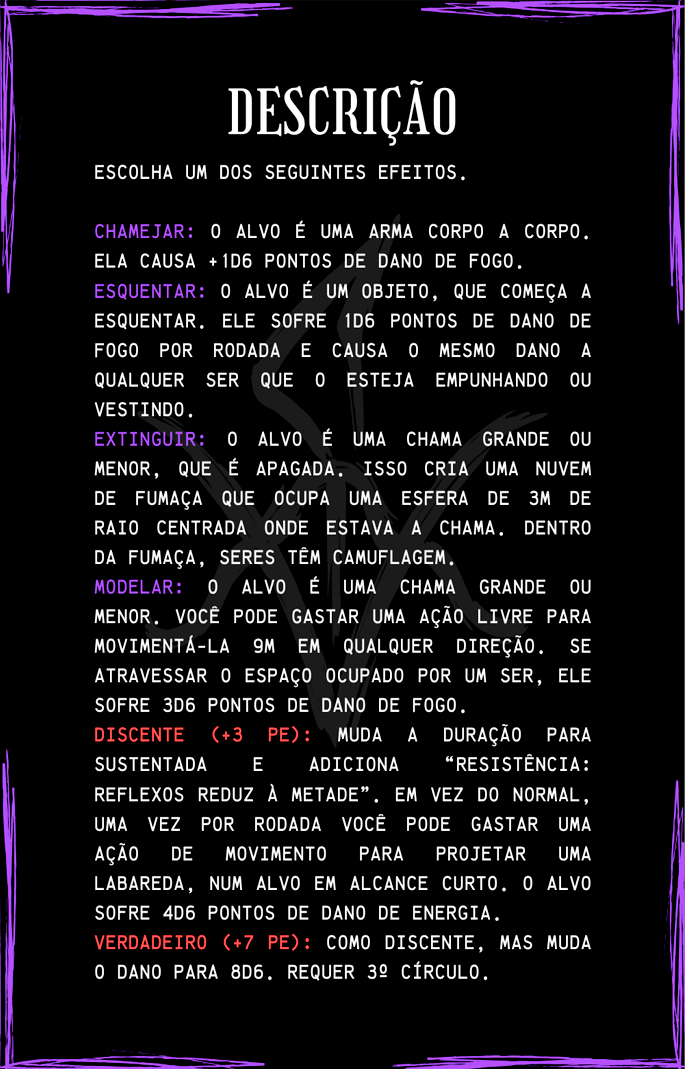 DESCRIÇÃO
ESCOLHA UM DOS SEGUINTES EFEITOS.
CHAMEJAR: O ALVO É UMA ARMA CORPO A CORPO.
ELA CAUSA +1D6 PONTOS DE DANO DE FOGO.
ESQUENTAR: O ALVO É UM OBJETO, QUE COMEÇA A
ESQUENTAR. ELE SOFRE 1D6 PONTOS DE DANO DE
FOGO POR RODADA E CAUSA O MESMO DANO A
QUALQUER SER QUE O ESTEJA EMPUNHANDO OU
VESTINDO.
EXTINGUIR: O ALVO É UMA CHAMA GRANDE OU
MENOR, QUE É APAGADA. ISSO CRIA UMA NUVEM
DE FUMAÇA QUE OCUPA UMA ESFERA DE 3M DE
RAIO CENTRADA ONDE ESTAVA A CHAMA. DENTRO
DA FUMAÇA, SERES TÊM CAMUFLAGEM.
MODELAR: O ALVO É UMA CHAMA GRANDE OU
MENOR. VOCÊ PODE GASTAR UMA AÇÃO LIVRE PARA
MOVIMENTÁ-LA 9M EM QUALQUER DIREÇÃO. SE
ATRAVESSAR O ESPAÇO OCUPADO POR UM SER, ELE
SOFRE 3D6 PONTOS DE DANO DE FOGO.
DISCENTE (+3 PE): MUDA A DURAÇÃO PARA
SUSTENTADA E ADICIONA “RESISTÊNCIA:
REFLEXOS REDUZ À METADE”. EM VEZ DO NORMAL,
UMA VEZ POR RODADA VOCÊ PODE GASTAR UMA
AÇÃO DE MOVIMENTO PARA PROJETAR UMA
LABAREDA, NUM ALVO EM ALCANCE CURTO. O ALVO
SOFRE 4D6 PONTOS DE DANO DE ENERGIA.
VERDADEIRO (+7 PE): COMO DISCENTE, MAS MUDA
O DANO PARA 8D6. REQUER 3º CÍRCULO.